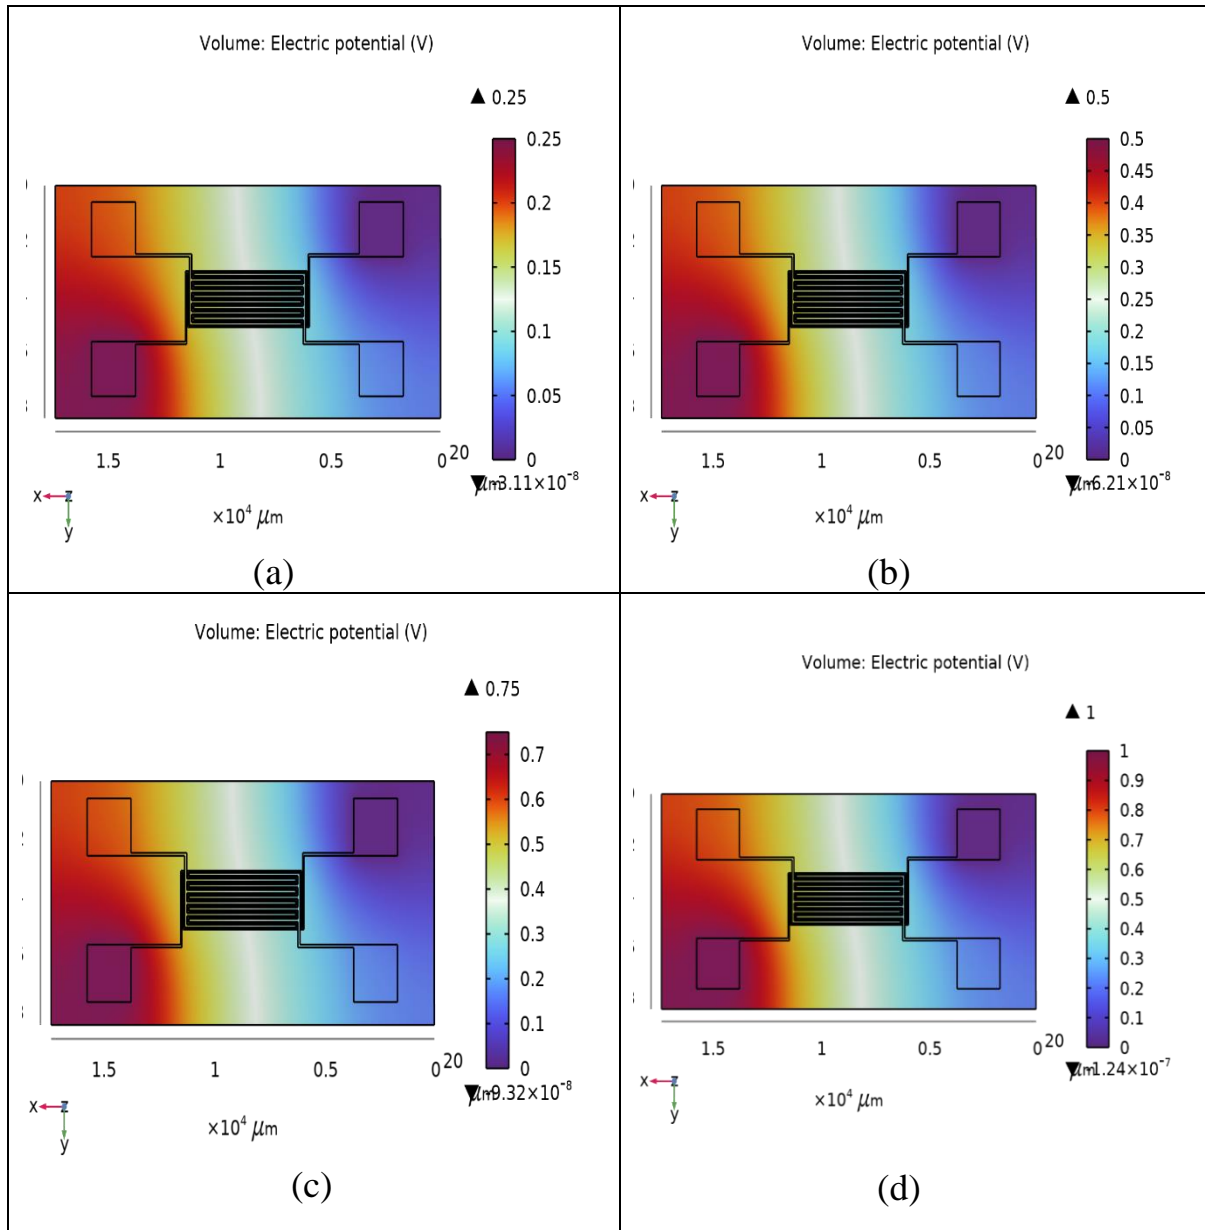 Volume: Electric potential (V)
▲ 0.25
0.25
0.2
0.15
0.1
0.05
0
1.5 1 0.5 0 20
μm
▼ -3.11×10⁻⁸
x z
y
×10⁴ μm
(a)
Volume: Electric potential (V)
▲ 0.5
0.5
0.45
0.4
0.35
0.3
0.25
0.2
0.15
0.1
0.05
0
1.5 1 0.5 0 20
μm
▼ -6.21×10⁻⁸
x z
y
×10⁴ μm
(b)
Volume: Electric potential (V)
▲ 0.75
0.7
0.6
0.5
0.4
0.3
0.2
0.1
0
1.5 1 0.5 0 20
μm
▼ -9.32×10⁻⁸
x z
y
×10⁴ μm
(c)
Volume: Electric potential (V)
▲ 1
1
0.9
0.8
0.7
0.6
0.5
0.4
0.3
0.2
0.1
0
1.5 1 0.5 0 20
μm
▼ -1.24×10⁻⁷
x z
y
×10⁴ μm
(d)